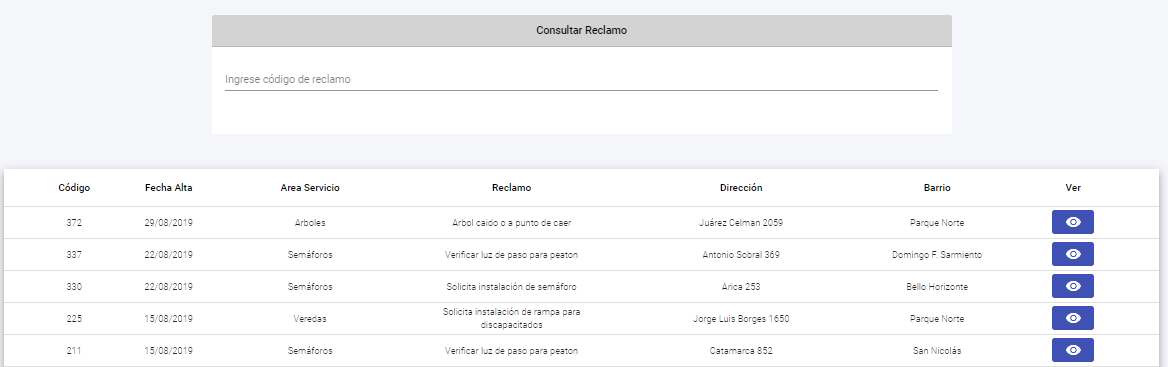 Consultar Reclamo
Ingrese código de reclamo
Código Fecha Alta Area Servicio Reclamo Dirección Barrio Ver
372 29/08/2019 Arboles Arbol caido o a punto de caer Juárez Celman 2059 Parque Norte
337 22/08/2019 Semáforos Verificar luz de paso para peaton Antonio Sobral 369 Domingo F. Sarmiento
330 22/08/2019 Semáforos Solicita instalación de semáforo Arica 253 Bello Horizonte
225 15/08/2019 Veredas Solicita instalación de rampa para discapacitados Jorge Luis Borges 1650 Parque Norte
211 15/08/2019 Semáforos Verificar luz de paso para peaton Catamarca 852 San Nicolás